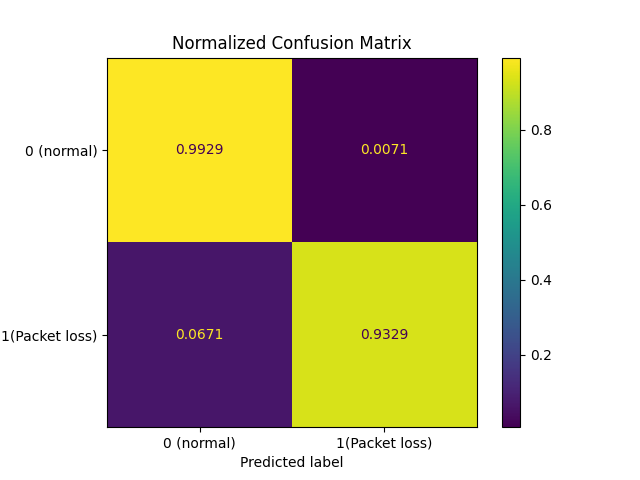 Normalized Confusion Matrix
0 (normal)
0.9929
0.0071
1(Packet loss)
0.0671
0.9329
0 (normal)
1(Packet loss)
Predicted label
0.8
0.6
0.4
0.2